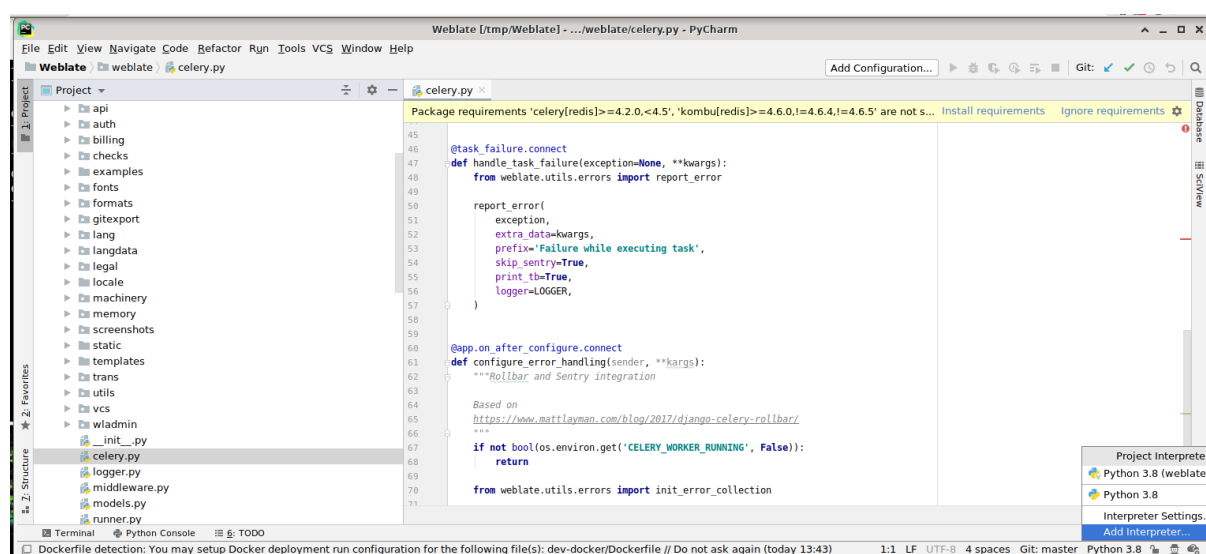 PC
Weblate [/tmp/Weblate] - .../weblate/celery.py - PyCharm
File Edit View Navigate Code Refactor Run Tools VCS Window Help
Weblate weblate celery.py
Add Configuration... Git:
1: Project
Project
celery.py
Package requirements 'celery[redis]>=4.2.0,<4.5', 'kombu[redis]>=4.6.0,!=4.6.4,!=4.6.5' are not s... Install requirements Ignore requirements
api
auth
billing
checks
examples
fonts
formats
gitexport
lang
langdata
legal
locale
machinery
memory
screenshots
static
templates
trans
utils
vcs
wladmin
__init__.py
celery.py
logger.py
middleware.py
models.py
runner.py
45
46 @task_failure.connect
47 def handle_task_failure(exception=None, **kwargs):
48 from weblate.utils.errors import report_error
49
50 report_error(
51 exception,
52 extra_data=kwargs,
53 prefix='Failure while executing task',
54 skip_sentry=True,
55 print_tb=True,
56 logger=LOGGER,
57 )
58
59
60 @app.on_after_configure.connect
61 def configure_error_handling(sender, **kargs):
62 """Rollbar and Sentry integration
63
64 Based on
65 https://www.mattlayman.com/blog/2017/django-celery-rollbar/
66 """
67 if not bool(os.environ.get('CELERY_WORKER_RUNNING', False)):
68 return
69
70 from weblate.utils.errors import init_error_collection
71
Database
SciView
2: Favorites
7: Structure
Project Interprete
Python 3.8 (weblate
Python 3.8
Interpreter Settings.
Add Interpreter...
Terminal Python Console 6: TODO
Dockerfile detection: You may setup Docker deployment run configuration for the following file(s): dev-docker/Dockerfile // Do not ask again (today 13:43) 1:1 LF UTF-8 4 spaces Git: master Python 3.8